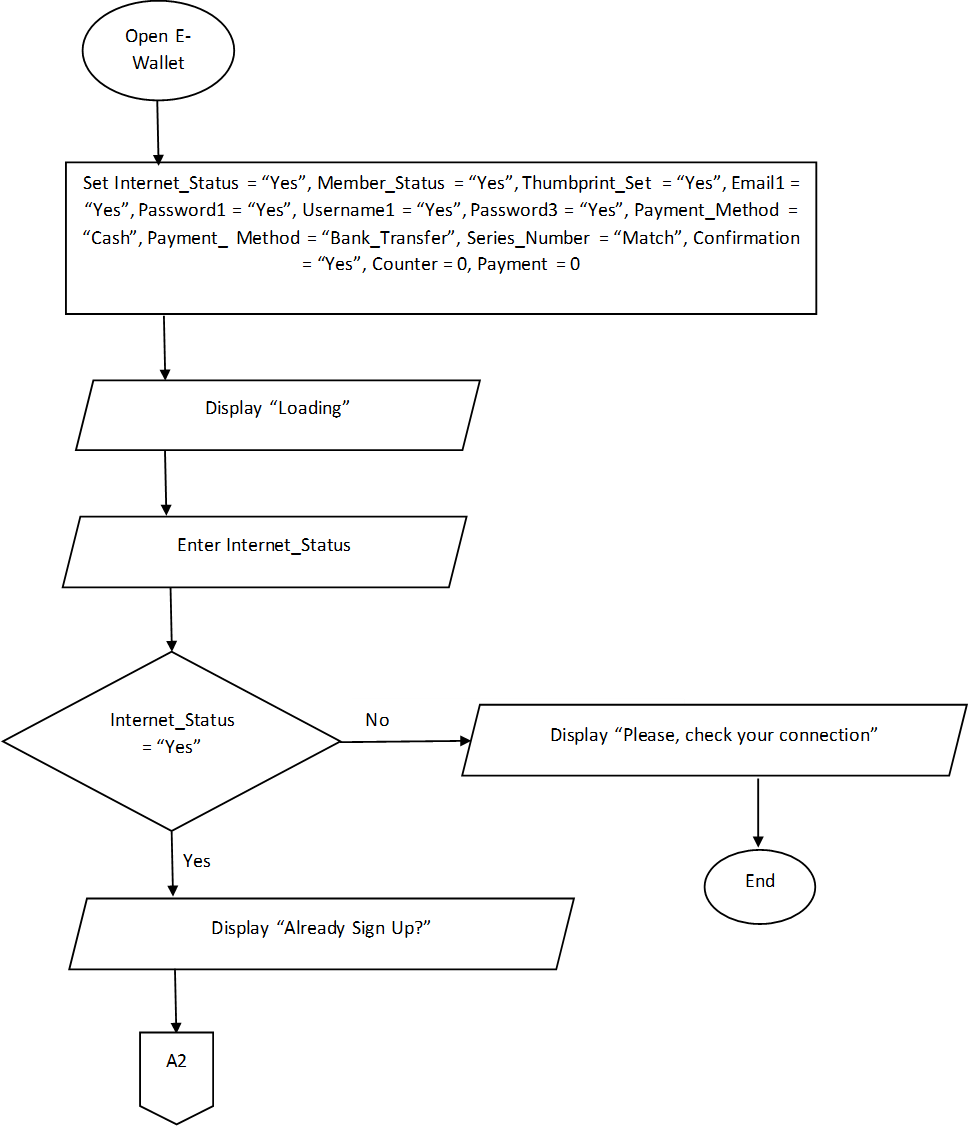 Open E-
Wallet
Set Internet_Status = “Yes”, Member_Status = “Yes”, Thumbprint_Set = “Yes”, Email1 =
“Yes”, Password1 = “Yes”, Username1 = “Yes”, Password3 = “Yes”, Payment_Method =
“Cash”, Payment_ Method = “Bank_Transfer”, Series_Number = “Match”, Confirmation
= “Yes”, Counter = 0, Payment = 0
Display “Loading”
Enter Internet_Status
Internet_Status
= “Yes”
No
Display “Please, check your connection”
Yes
End
Display “Already Sign Up?”
A2